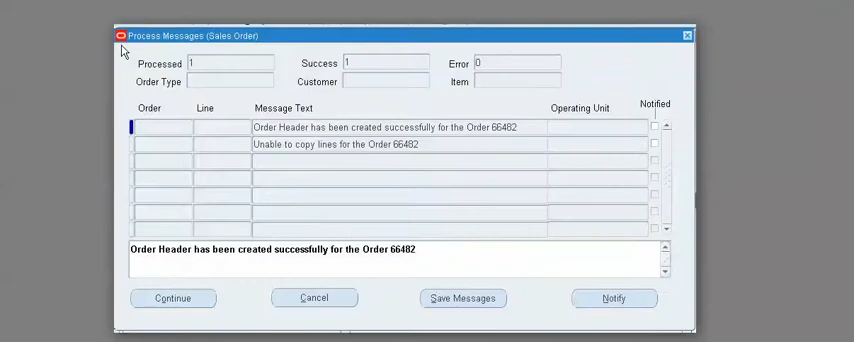 Process Messages (Sales Order)
Processed 1 Success 1 Error 0
Order Type Customer Item
Order Line Message Text Operating Unit Notified
Order Header has been created successfully for the Order 66482
Unable to copy lines for the Order 66482
Order Header has been created successfully for the Order 66482
Continue Cancel Save Messages Notify